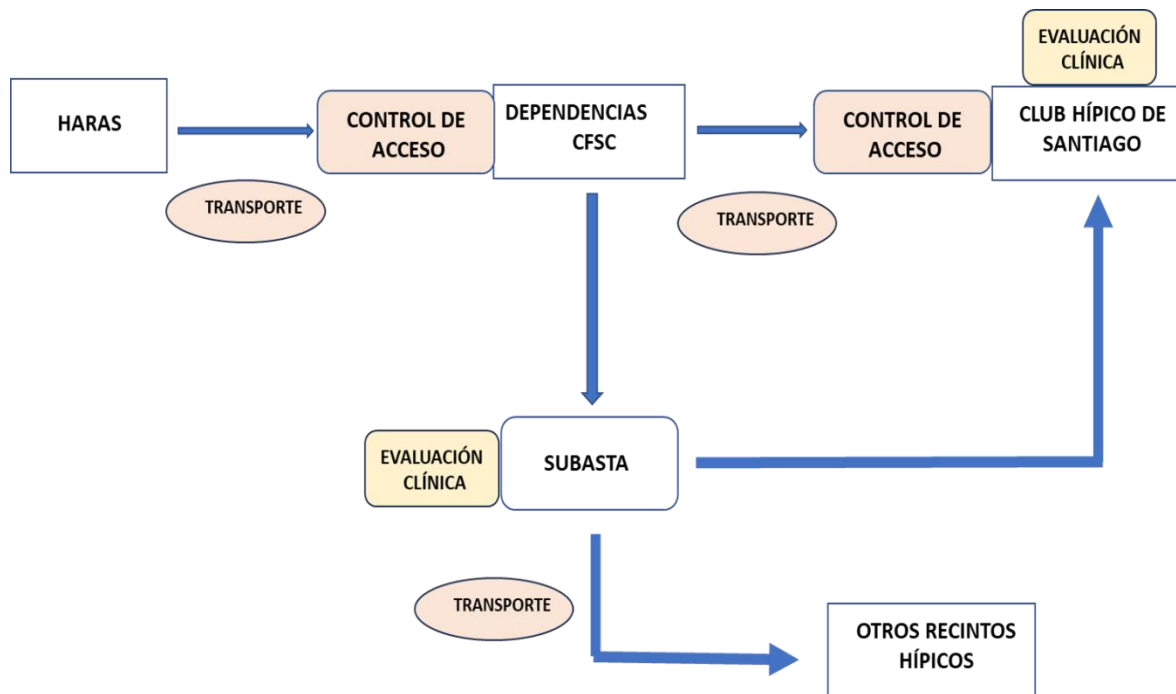 EVALUACIÓN
CLÍNICA
HARAS
CONTROL DE
ACCESO
DEPENDENCIAS
CFSC
CONTROL DE
ACCESO
CLUB HÍPICO DE
SANTIAGO
TRANSPORTE
TRANSPORTE
EVALUACIÓN
CLÍNICA
SUBASTA
TRANSPORTE
OTROS RECINTOS
HÍPICOS